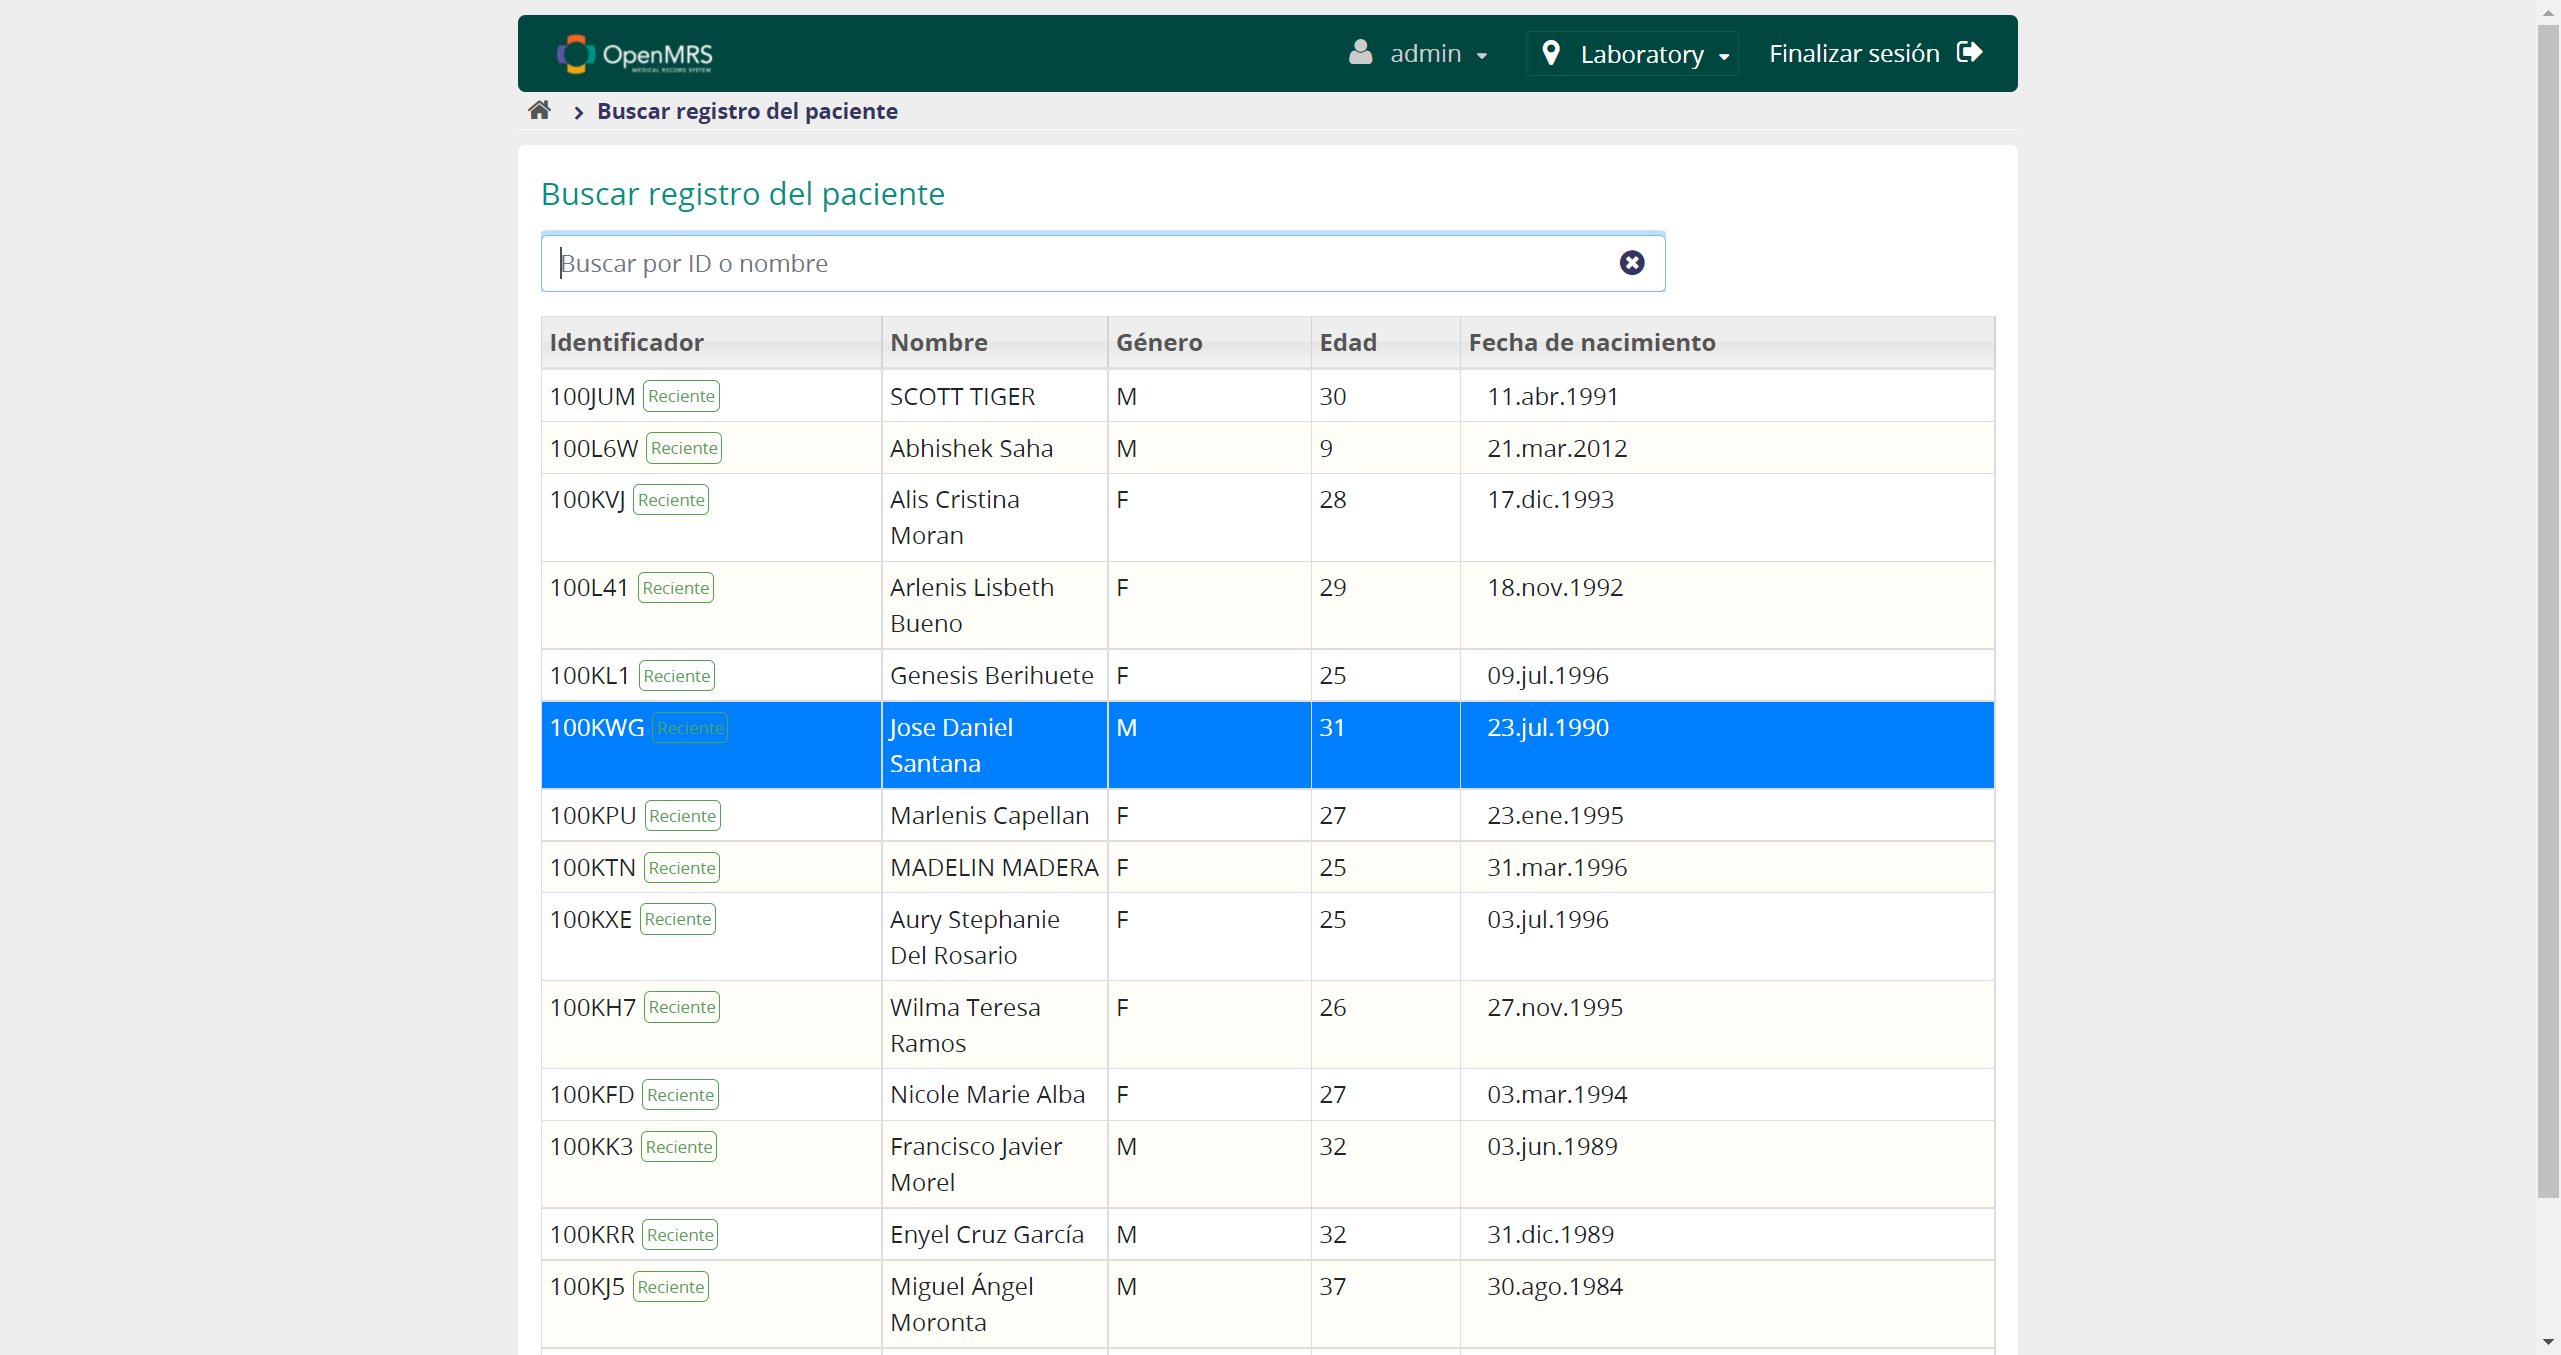 OpenMRS
MEDICAL RECORD SYSTEM
admin
Laboratory
Finalizar sesión
Buscar registro del paciente
Buscar registro del paciente
Buscar por ID o nombre
Identificador Nombre Género Edad Fecha de nacimiento
100JUM Reciente SCOTT TIGER M 30 11.abr.1991
100L6W Reciente Abhishek Saha M 9 21.mar.2012
100KVJ Reciente Alis Cristina F 28 17.dic.1993
Moran
100L41 Reciente Arlenis Lisbeth F 29 18.nov.1992
Bueno
100KL1 Reciente Genesis Berihuete F 25 09.jul.1996
100KWG Reciente Jose Daniel M 31 23.jul.1990
Santana
100KPU Reciente Marlenis Capellan F 27 23.ene.1995
100KTN Reciente MADELIN MADERA F 25 31.mar.1996
100KXE Reciente Aury Stephanie F 25 03.jul.1996
Del Rosario
100KH7 Reciente Wilma Teresa F 26 27.nov.1995
Ramos
100KFD Reciente Nicole Marie Alba F 27 03.mar.1994
100KK3 Reciente Francisco Javier M 32 03.jun.1989
Morel
100KRR Reciente Enyel Cruz García M 32 31.dic.1989
100KJ5 Reciente Miguel Ángel M 37 30.ago.1984
Moronta